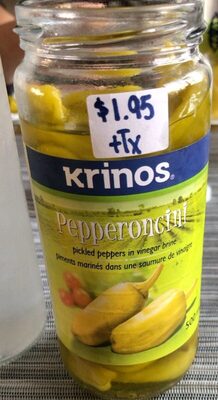 $1.95
+Tx
KRINOS®
Pepperoncini
pickled peppers in vinegar brine
piments marinés dans une saumure de vinaigre